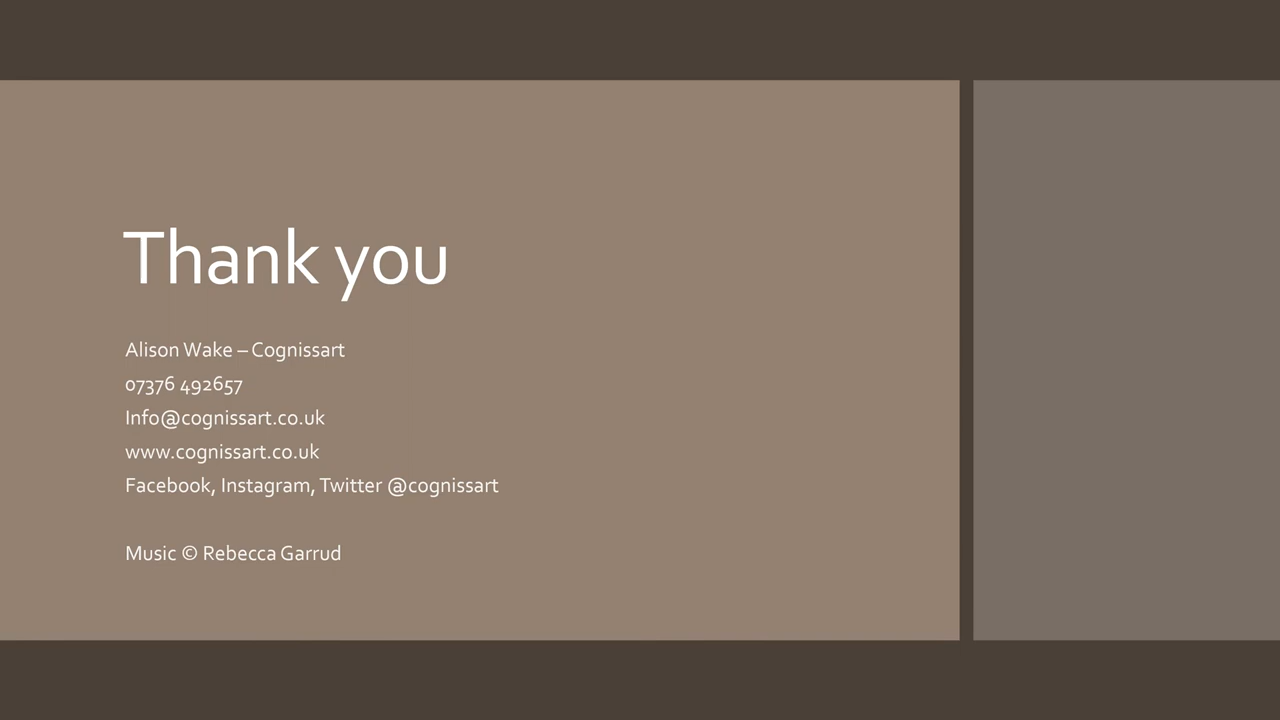 Thank you
Alison Wake – Cognissart
07376 492657
Info@cognissart.co.uk
www.cognissart.co.uk
Facebook, Instagram, Twitter @cognissart
Music © Rebecca Garrud